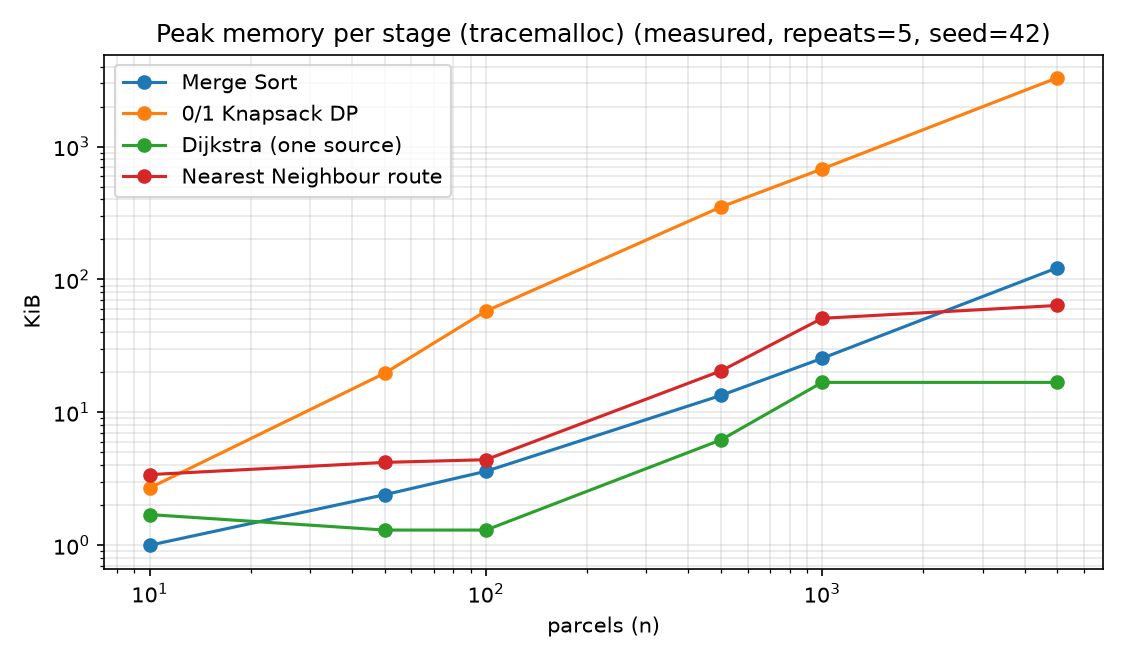 Peak memory per stage (tracemalloc) (measured, repeats=5, seed=42)
Merge Sort
0/1 Knapsack DP
Dijkstra (one source)
Nearest Neighbour route
KiB
10³
10²
10¹
10⁰
10¹ 10² 10³
parcels (n)